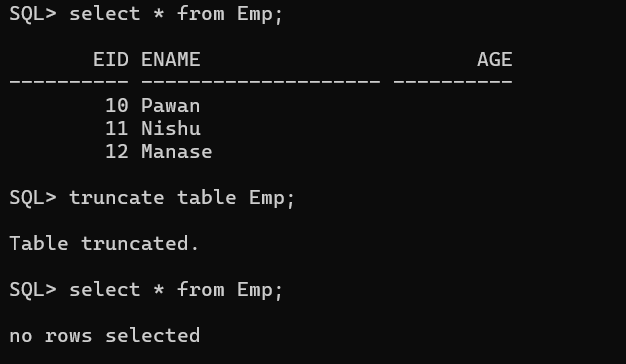 SQL> select * from Emp;
       EID ENAME                       AGE
---------- -------------------- ----------
        10 Pawan
        11 Nishu
        12 Manase
SQL> truncate table Emp;
Table truncated.
SQL> select * from Emp;
no rows selected